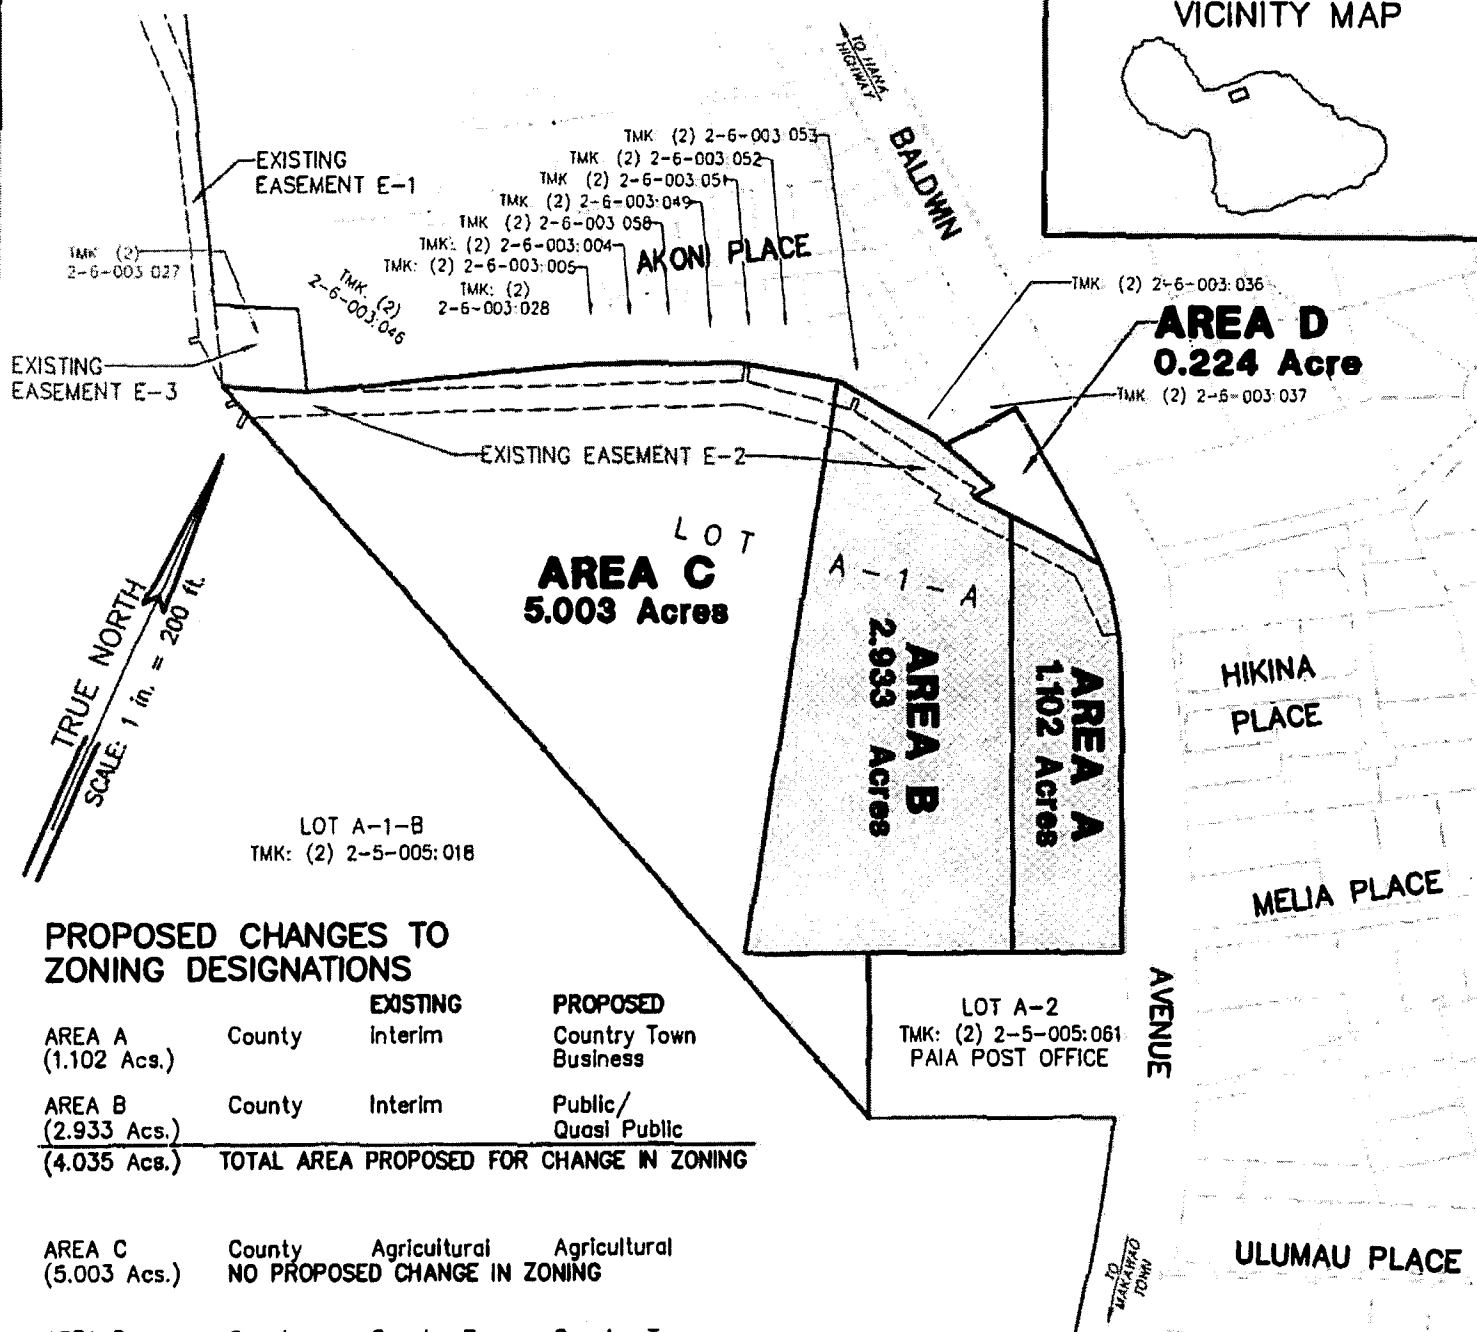 VICINITY MAP
TO HANA
HIGHWAY
BALDWIN
TMK (2) 2-6-003 053
TMK (2) 2-6-003 052
TMK (2) 2-6-003 051
TMK (2) 2-6-003:049
TMK (2) 2-6-003 058
TMK: (2) 2-6-003:004
TMK: (2) 2-6-003:005
TMK: (2)
2-6-003:028
AKONI PLACE
EXISTING
EASEMENT E-1
TMK (2)
2-6-003 027
TMK. (2)
2-6-003:046
EXISTING
EASEMENT E-3
TMK (2) 2-6-003:036
AREA D
0.224 Acre
TMK (2) 2-6-003:037
EXISTING EASEMENT E-2
LOT
A-1-A
AREA C
5.003 Acres
AREA B
2.933 Acres
AREA A
1.102 Acres
TRUE NORTH
SCALE: 1 in. = 200 ft.
HIKINA
PLACE
MELIA PLACE
LOT A-1-B
TMK: (2) 2-5-005:018
AVENUE
LOT A-2
TMK: (2) 2-5-005:061
PAIA POST OFFICE
TO
MAKAWAO
TOWN
ULUMAU PLACE
PROPOSED CHANGES TO
ZONING DESIGNATIONS
EXISTING PROPOSED
AREA A County Interim Country Town
(1.102 Acs.) Business
AREA B County Interim Public/
(2.933 Acs.) Quasi Public
(4.035 Acs.) TOTAL AREA PROPOSED FOR CHANGE IN ZONING
AREA C County Agricultural Agricultural
(5.003 Acs.) NO PROPOSED CHANGE IN ZONING